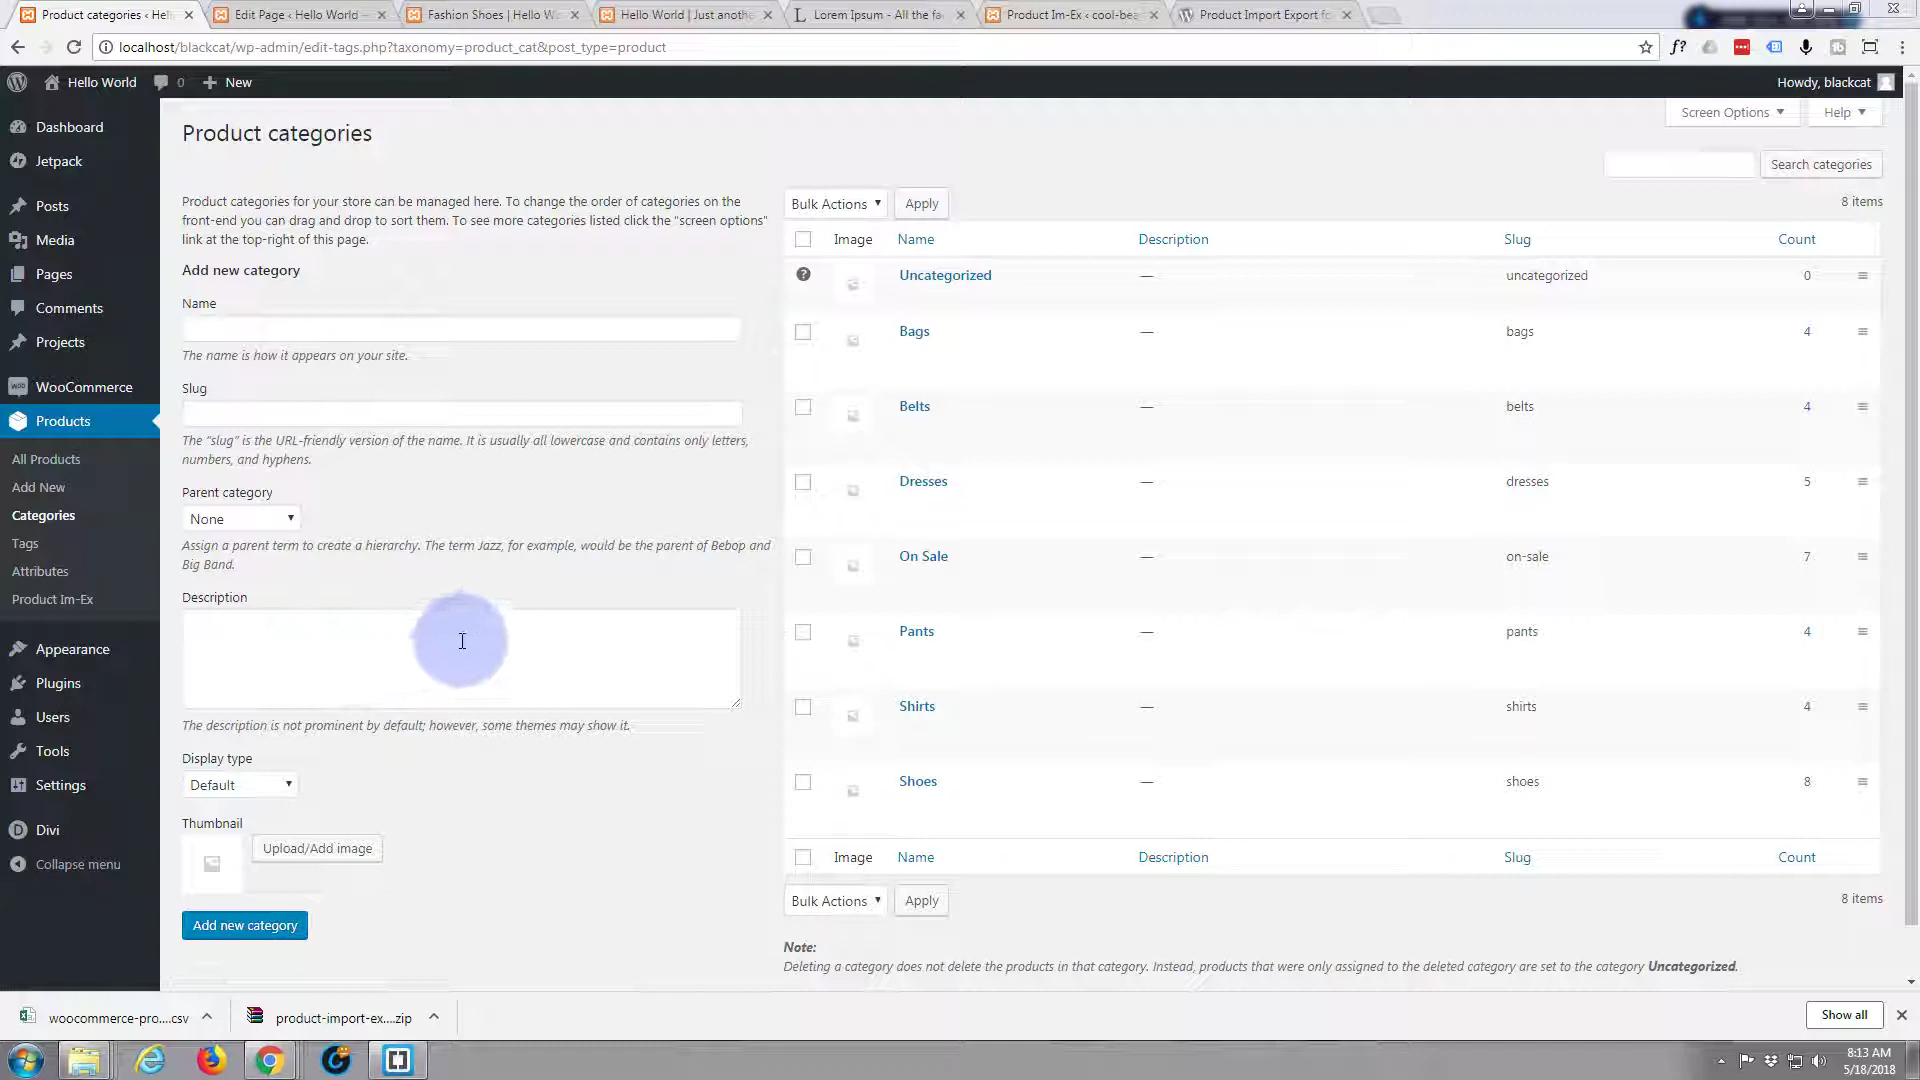 Product categories ‹ Hell
Edit Page ‹ Hello World —
Fashion Shoes | Hello W
Hello World | Just anothe
Lorem Ipsum - All the fa
Product Im-Ex ‹ cool-bea
Product Import Export fo
localhost/blackcat/wp-admin/edit-tags.php?taxonomy=product_cat&post_type=product
f?
Hello World
0
New
Howdy, blackcat
Dashboard
Jetpack
Posts
Media
Pages
Comments
Projects
WooCommerce
Products
All Products
Add New
Categories
Tags
Attributes
Product Im-Ex
Appearance
Plugins
Users
Tools
Settings
Divi
Collapse menu
Screen Options
Help
Product categories
Product categories for your store can be managed here. To change the order of categories on the
front-end you can drag and drop to sort them. To see more categories listed click the "screen options"
link at the top-right of this page.
Add new category
Name
The name is how it appears on your site.
Slug
The “slug” is the URL-friendly version of the name. It is usually all lowercase and contains only letters,
numbers, and hyphens.
Parent category
None
Assign a parent term to create a hierarchy. The term Jazz, for example, would be the parent of Bebop and
Big Band.
Description
The description is not prominent by default; however, some themes may show it.
Display type
Default
Thumbnail
Upload/Add image
Add new category
Search categories
Bulk Actions Apply 8 items
Image Name Description Slug Count
Uncategorized — uncategorized 0
Bags — bags 4
Belts — belts 4
Dresses — dresses 5
On Sale — on-sale 7
Pants — pants 4
Shirts — shirts 4
Shoes — shoes 8
Image Name Description Slug Count
Bulk Actions Apply 8 items
Note:
Deleting a category does not delete the products in that category. Instead, products that were only assigned to the deleted category are set to the category Uncategorized.
woocommerce-pro....csv
product-import-ex....zip
Show all
8:13 AM
5/18/2018